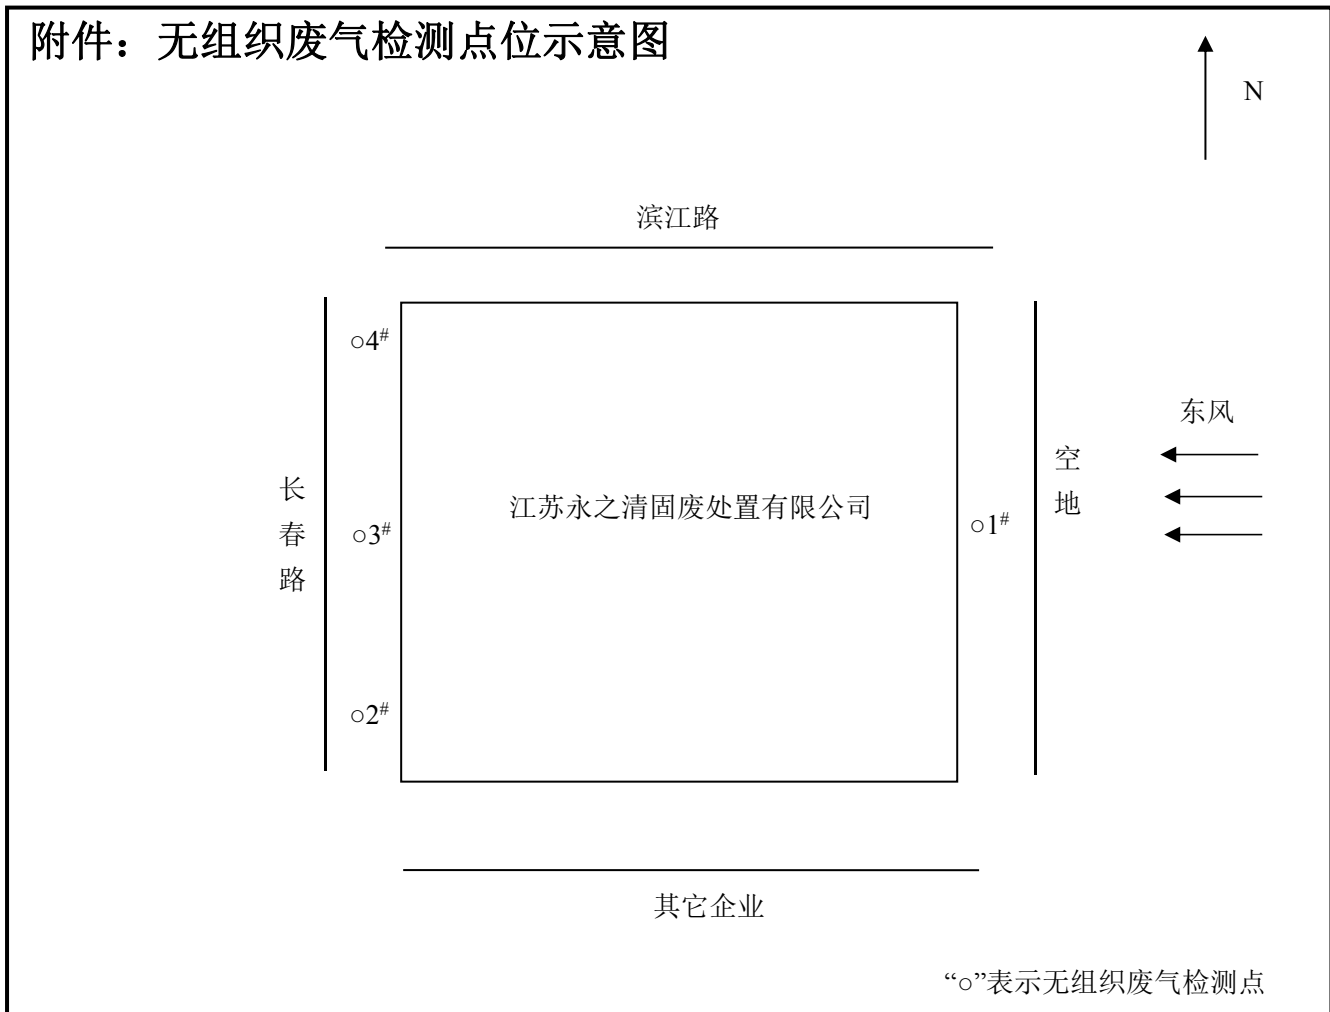 附件：无组织废气检测点位示意图
N
滨江路
○4#
东风
空地
长春路
江苏永之清固废处置有限公司
○3#
○1#
○2#
其它企业
“○”表示无组织废气检测点